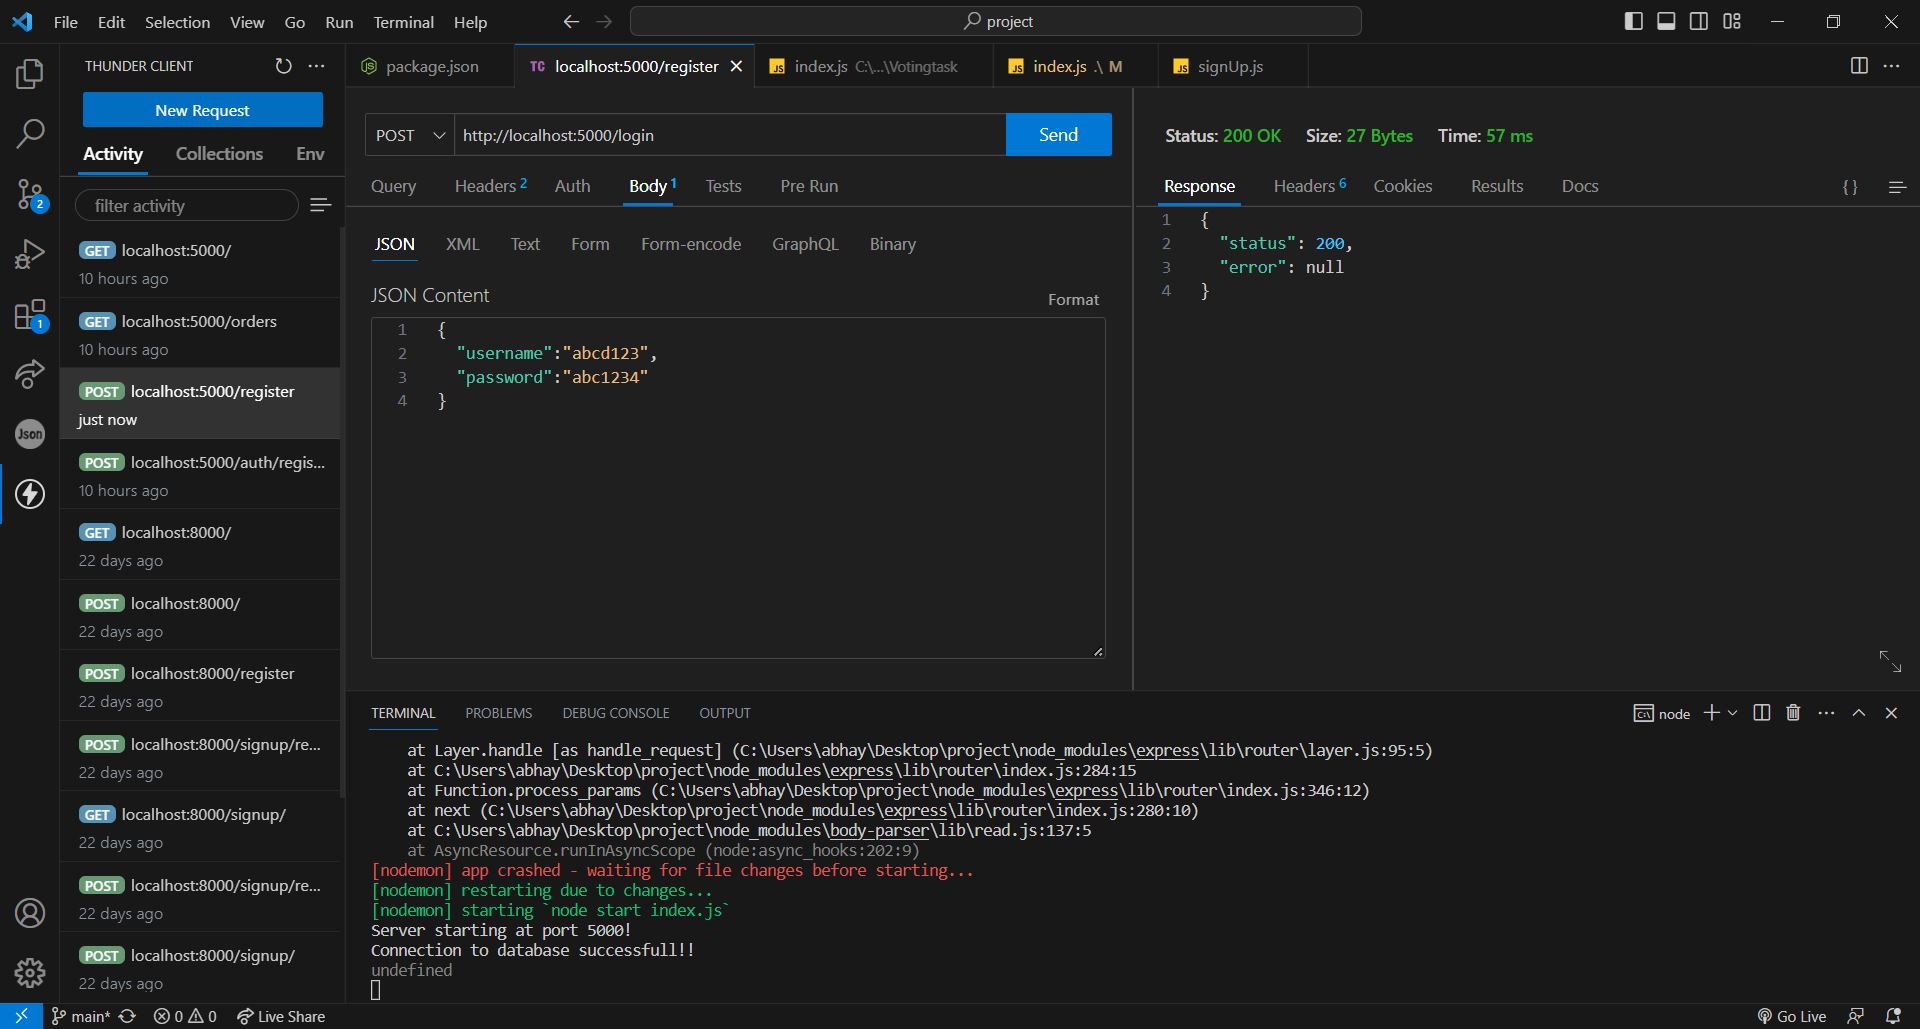 File Edit Selection View Go Run Terminal Help
project
THUNDER CLIENT
New Request
Activity Collections Env
filter activity
GET localhost:5000/
10 hours ago
GET localhost:5000/orders
10 hours ago
POST localhost:5000/register
just now
POST localhost:5000/auth/regis...
10 hours ago
GET localhost:8000/
22 days ago
POST localhost:8000/
22 days ago
POST localhost:8000/register
22 days ago
POST localhost:8000/signup/re...
22 days ago
GET localhost:8000/signup/
22 days ago
POST localhost:8000/signup/re...
22 days ago
POST localhost:8000/signup/
22 days ago
2
1
Json
package.json
TC localhost:5000/register
JS index.js C:\...\Votingtask
JS index.js .\ M
JS signUp.js
POST http://localhost:5000/login Send
Query Headers 2 Auth Body 1 Tests Pre Run
JSON XML Text Form Form-encode GraphQL Binary
JSON Content
Format
1 {
2 "username":"abcd123",
3 "password":"abc1234"
4 }
Status: 200 OK Size: 27 Bytes Time: 57 ms
Response Headers 6 Cookies Results Docs {}
1 {
2 "status": 200,
3 "error": null
4 }
TERMINAL PROBLEMS DEBUG CONSOLE OUTPUT
node
at Layer.handle [as handle_request] (C:\Users\abhay\Desktop\project\node_modules\express\lib\router\layer.js:95:5)
at C:\Users\abhay\Desktop\project\node_modules\express\lib\router\index.js:284:15
at Function.process_params (C:\Users\abhay\Desktop\project\node_modules\express\lib\router\index.js:346:12)
at next (C:\Users\abhay\Desktop\project\node_modules\express\lib\router\index.js:280:10)
at C:\Users\abhay\Desktop\project\node_modules\body-parser\lib\read.js:137:5
at AsyncResource.runInAsyncScope (node:async_hooks:202:9)
[nodemon] app crashed - waiting for file changes before starting...
[nodemon] restarting due to changes...
[nodemon] starting `node start index.js`
Server starting at port 5000!
Connection to database successfull!!
undefined
main* 0 0 Live Share
Go Live